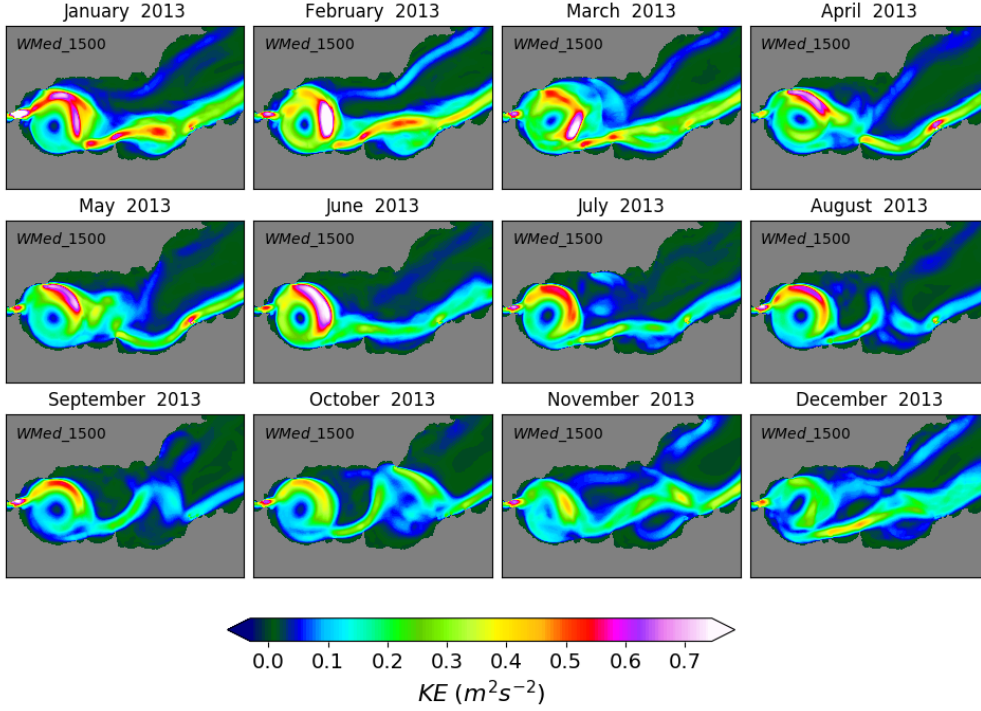 January 2013 February 2013 March 2013 April 2013
WMed_1500 WMed_1500 WMed_1500 WMed_1500
May 2013 June 2013 July 2013 August 2013
WMed_1500 WMed_1500 WMed_1500 WMed_1500
September 2013 October 2013 November 2013 December 2013
WMed_1500 WMed_1500 WMed_1500 WMed_1500
0.0 0.1 0.2 0.3 0.4 0.5 0.6 0.7
KE (m²s⁻²)